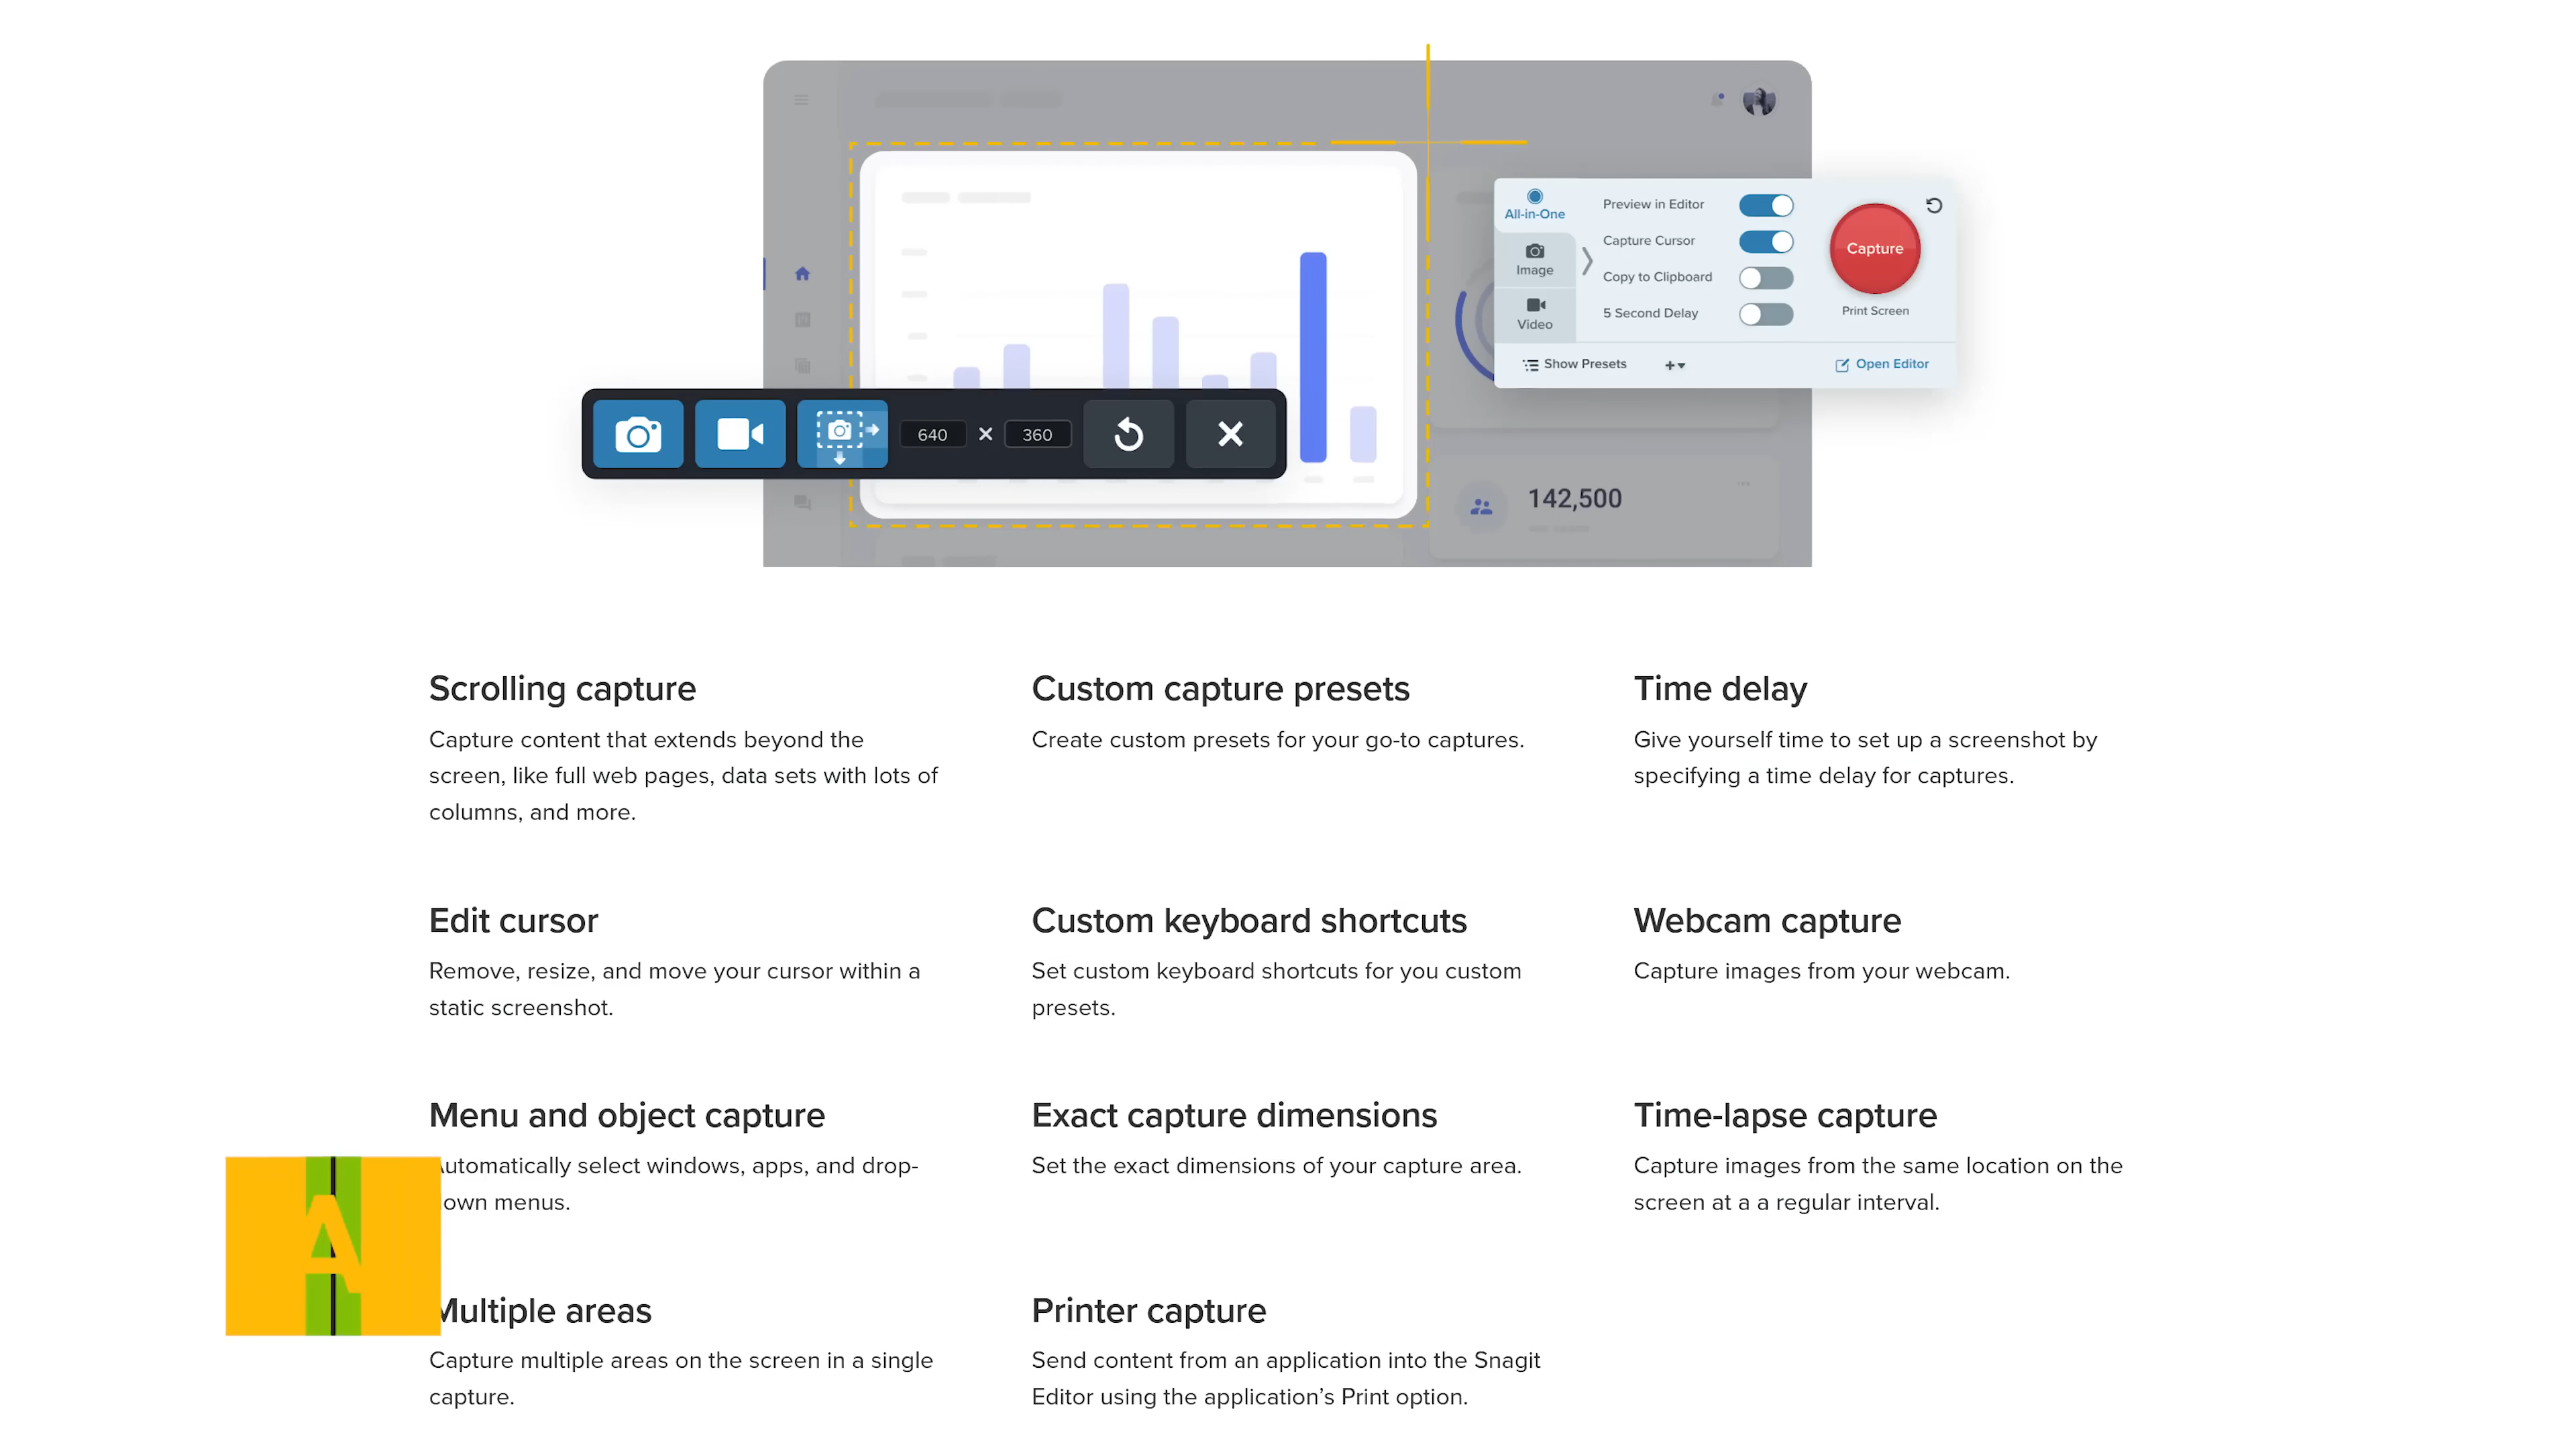 All-in-One
Image
Video
Preview in Editor
Capture Cursor
Copy to Clipboard
5 Second Delay
Capture
Print Screen
Show Presets
Open Editor
640 × 360
142,500
Scrolling capture
Capture content that extends beyond the
screen, like full web pages, data sets with lots of
columns, and more.
Custom capture presets
Create custom presets for your go-to captures.
Time delay
Give yourself time to set up a screenshot by
specifying a time delay for captures.
Edit cursor
Remove, resize, and move your cursor within a
static screenshot.
Custom keyboard shortcuts
Set custom keyboard shortcuts for you custom
presets.
Webcam capture
Capture images from your webcam.
Menu and object capture
utomatically select windows, apps, and drop-
own menus.
Exact capture dimensions
Set the exact dimensions of your capture area.
Time-lapse capture
Capture images from the same location on the
screen at a a regular interval.
A
Multiple areas
Capture multiple areas on the screen in a single
capture.
Printer capture
Send content from an application into the Snagit
Editor using the application’s Print option.